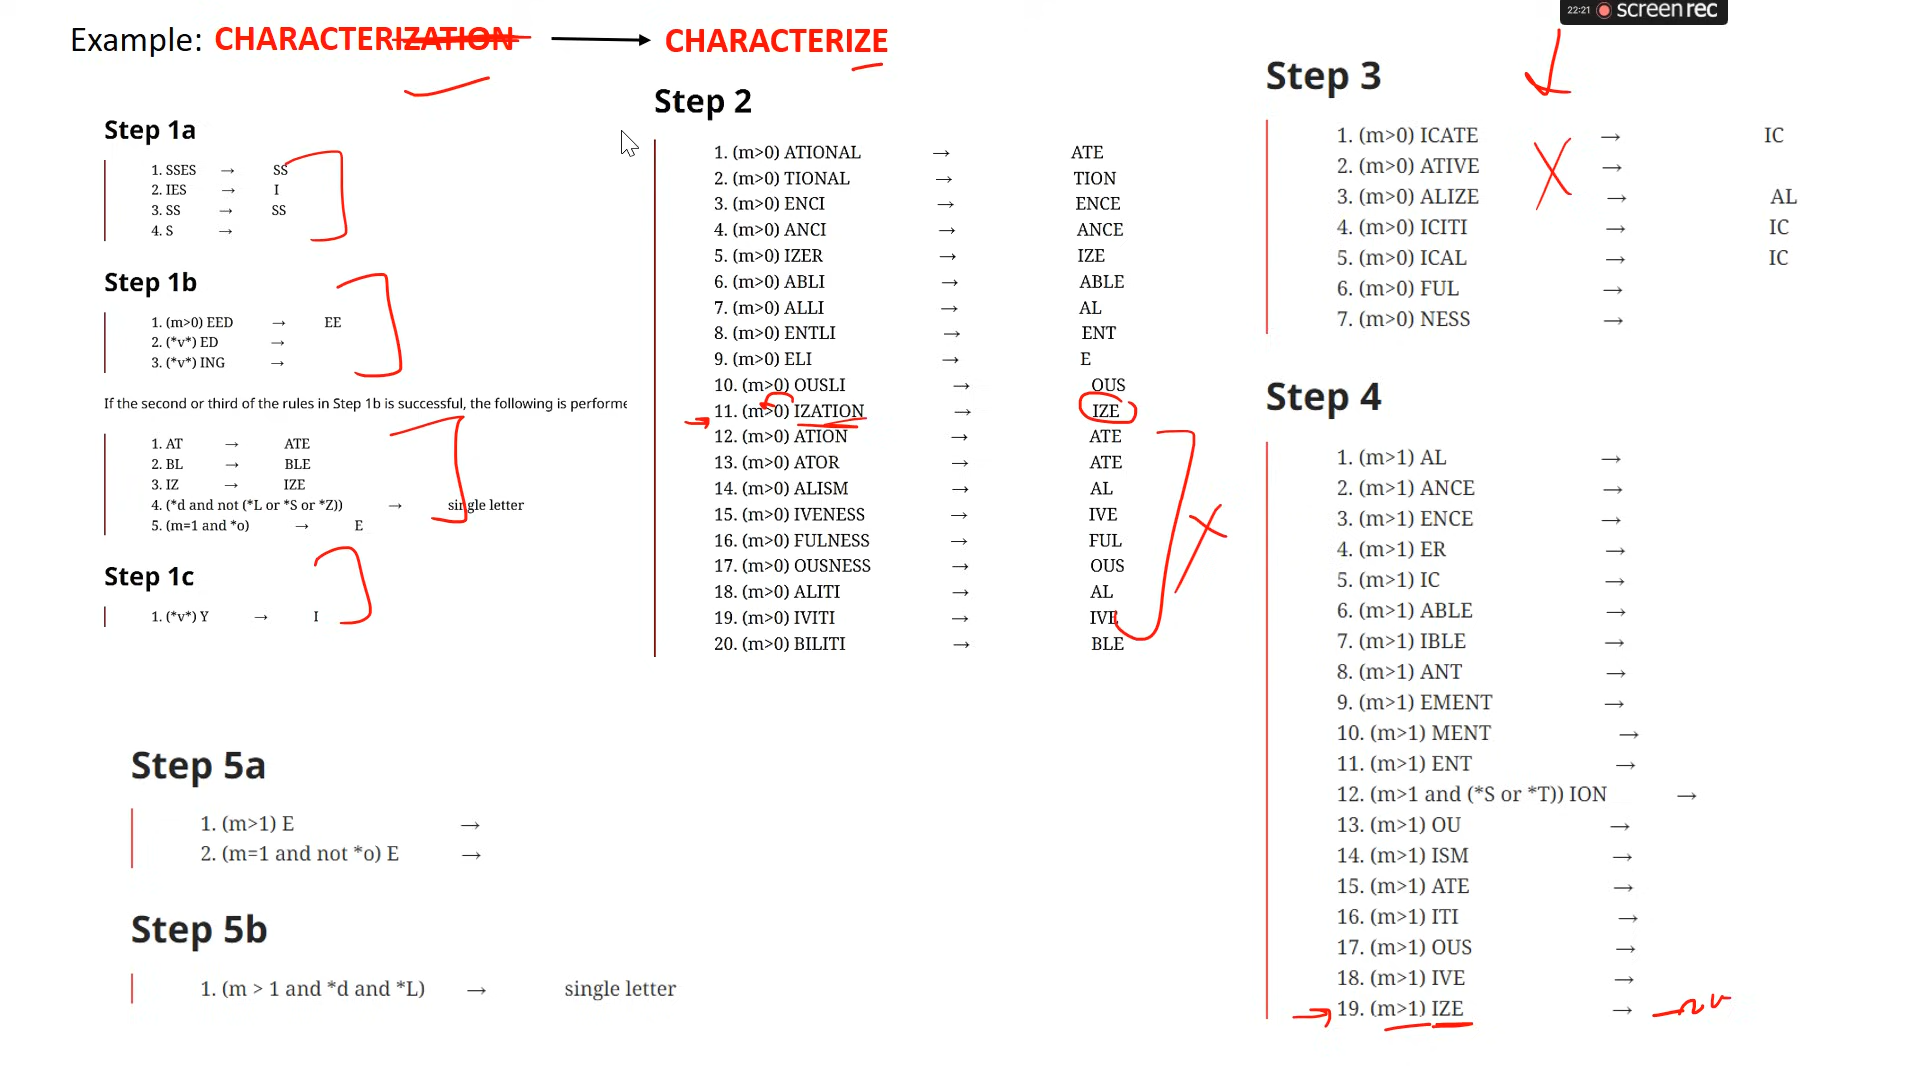 22:21 screen rec
Example: CHARACTERIZATION → CHARACTERIZE
Step 1a
1. SSES → SS
2. IES → I
3. SS → SS
4. S →
Step 1b
1. (m>0) EED → EE
2. (*v*) ED →
3. (*v*) ING →
If the second or third of the rules in Step 1b is successful, the following is performe
1. AT → ATE
2. BL → BLE
3. IZ → IZE
4. (*d and not (*L or *S or *Z)) → single letter
5. (m=1 and *o) → E
Step 1c
1. (*v*) Y → I
Step 2
1. (m>0) ATIONAL → ATE
2. (m>0) TIONAL → TION
3. (m>0) ENCI → ENCE
4. (m>0) ANCI → ANCE
5. (m>0) IZER → IZE
6. (m>0) ABLI → ABLE
7. (m>0) ALLI → AL
8. (m>0) ENTLI → ENT
9. (m>0) ELI → E
10. (m>0) OUSLI → OUS
11. (m>0) IZATION → IZE
12. (m>0) ATION → ATE
13. (m>0) ATOR → ATE
14. (m>0) ALISM → AL
15. (m>0) IVENESS → IVE
16. (m>0) FULNESS → FUL
17. (m>0) OUSNESS → OUS
18. (m>0) ALITI → AL
19. (m>0) IVITI → IVE
20. (m>0) BILITI → BLE
Step 3
1. (m>0) ICATE → IC
2. (m>0) ATIVE →
3. (m>0) ALIZE → AL
4. (m>0) ICITI → IC
5. (m>0) ICAL → IC
6. (m>0) FUL →
7. (m>0) NESS →
Step 4
1. (m>1) AL →
2. (m>1) ANCE →
3. (m>1) ENCE →
4. (m>1) ER →
5. (m>1) IC →
6. (m>1) ABLE →
7. (m>1) IBLE →
8. (m>1) ANT →
9. (m>1) EMENT →
10. (m>1) MENT →
11. (m>1) ENT →
12. (m>1 and (*S or *T)) ION →
13. (m>1) OU →
14. (m>1) ISM →
15. (m>1) ATE →
16. (m>1) ITI →
17. (m>1) OUS →
18. (m>1) IVE →
19. (m>1) IZE →
Step 5a
1. (m>1) E →
2. (m=1 and not *o) E →
Step 5b
1. (m > 1 and *d and *L) → single letter